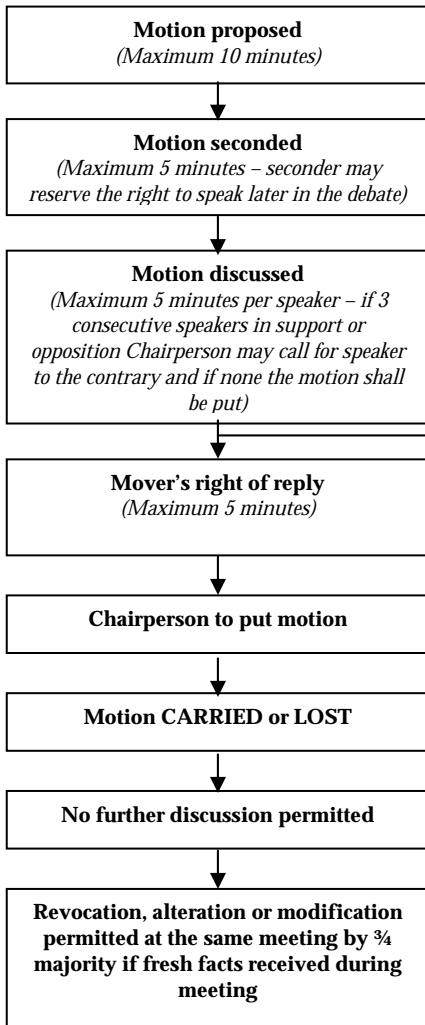 Motion proposed
(Maximum 10 minutes)
Motion seconded
(Maximum 5 minutes – seconder may
reserve the right to speak later in the debate)
Motion discussed
(Maximum 5 minutes per speaker – if 3
consecutive speakers in support or
opposition Chairperson may call for speaker
to the contrary and if none the motion shall
be put)
Mover's right of reply
(Maximum 5 minutes)
Chairperson to put motion
Motion CARRIED or LOST
No further discussion permitted
Revocation, alteration or modification
permitted at the same meeting by ¾
majority if fresh facts received during
meeting